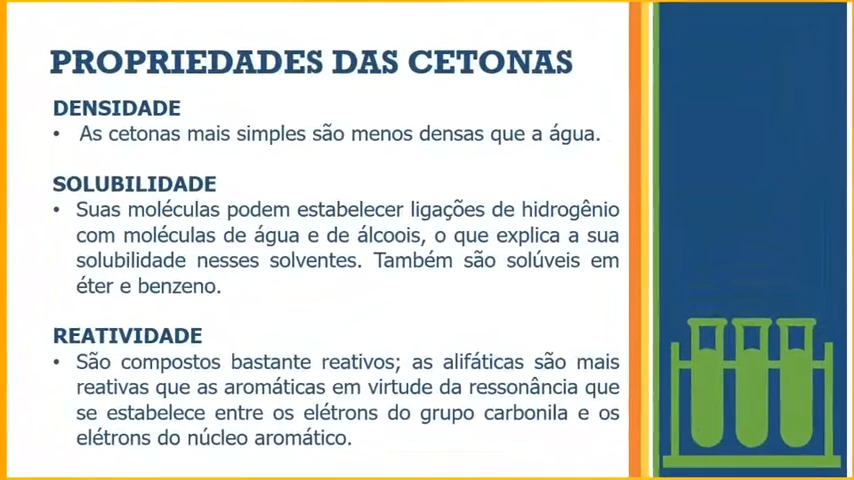 PROPRIEDADES DAS CETONAS
DENSIDADE
• As cetonas mais simples são menos densas que a água.
SOLUBILIDADE
• Suas moléculas podem estabelecer ligações de hidrogênio
com moléculas de água e de álcoois, o que explica a sua
solubilidade nesses solventes. Também são solúveis em
éter e benzeno.
REATIVIDADE
• São compostos bastante reativos; as alifáticas são mais
reativas que as aromáticas em virtude da ressonância que
se estabelece entre os elétrons do grupo carbonila e os
elétrons do núcleo aromático.